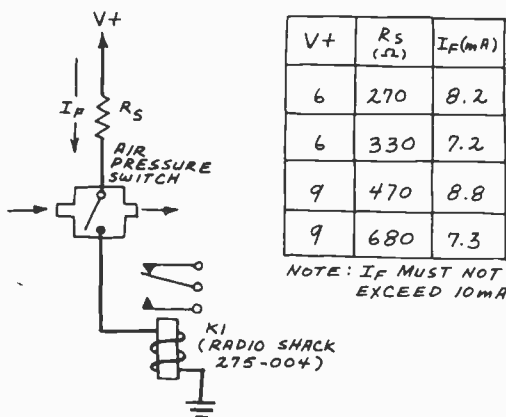 V+
IF
RS
AIR
PRESSURE
SWITCH
K1
(RADIO SHACK
275-004)
V+ RS (Ω) IF(mA)
6 270 8.2
6 330 7.2
9 470 8.8
9 680 7.3
NOTE: IF MUST NOT
EXCEED 10mA